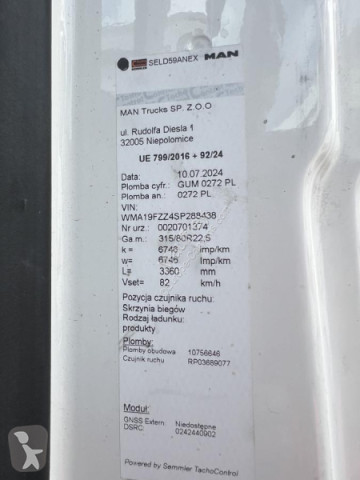 SELD59ANEX MAN
MAN Trucks SP. Z.O.O
ul. Rudolfa Diesla 1
32005 Niepolomice
UE 799/2016 + 92/24
Data: 10.07.2024
Plomba cyfr.: GUM 0272 PL
Plomba an.: 0272 PL
VIN:
WMA19FZZ4SP288438
Nr urz.: 0020701374
Ga.m.: 315/80R22,5
k = 6746 imp/km
w= 6746 imp/km
L= 3360 mm
Vset= 82 km/h
Pozycja czujnika ruchu:
Skrzynia biegów
Rodzaj ładunku:
produkty
Plomby:
Plomby obudowa 10756646
Czujnik ruchu RP03689077
Moduł:
GNSS Extern. Niedostępne
DSRC: 0242440902
Powered by Semmler TachoControl